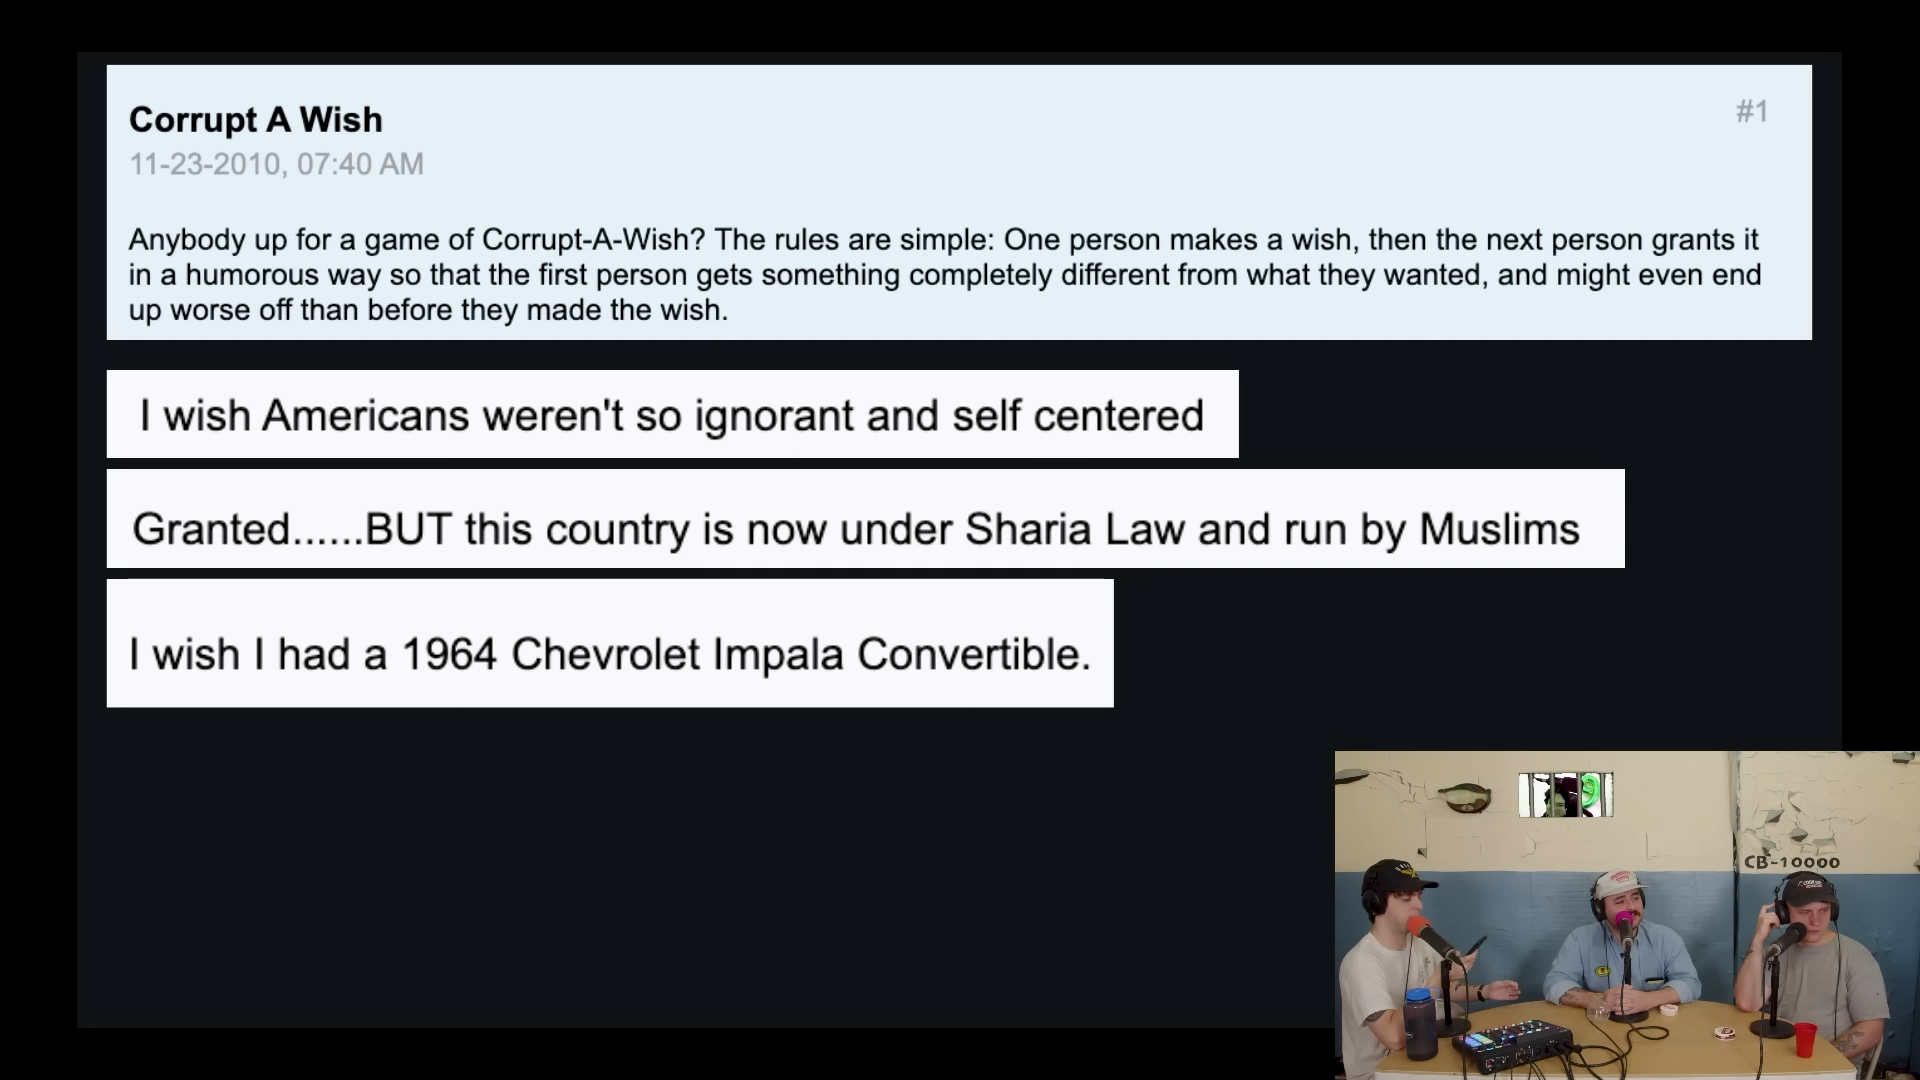 Corrupt A Wish
#1
11-23-2010, 07:40 AM
Anybody up for a game of Corrupt-A-Wish? The rules are simple: One person makes a wish, then the next person grants it
in a humorous way so that the first person gets something completely different from what they wanted, and might even end
up worse off than before they made the wish.
I wish Americans weren't so ignorant and self centered
Granted......BUT this country is now under Sharia Law and run by Muslims
I wish I had a 1964 Chevrolet Impala Convertible.
CB-10000